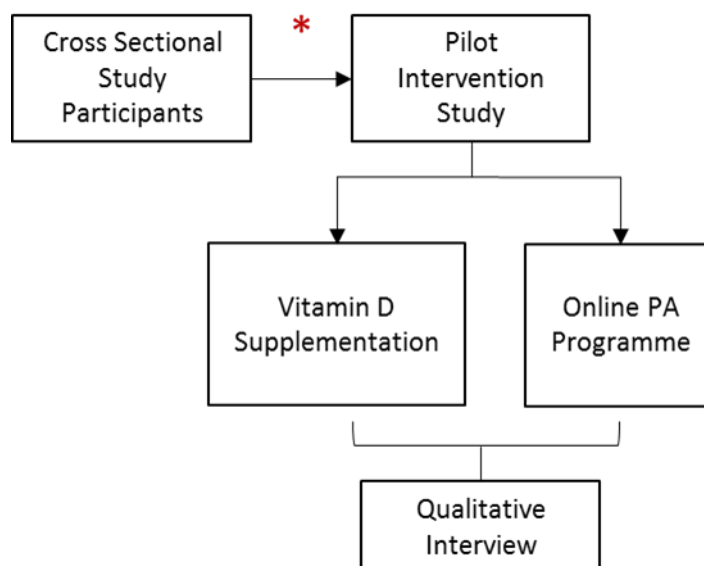 Cross Sectional
Study
Participants
*
Pilot
Intervention
Study
Vitamin D
Supplementation
Online PA
Programme
Qualitative
Interview